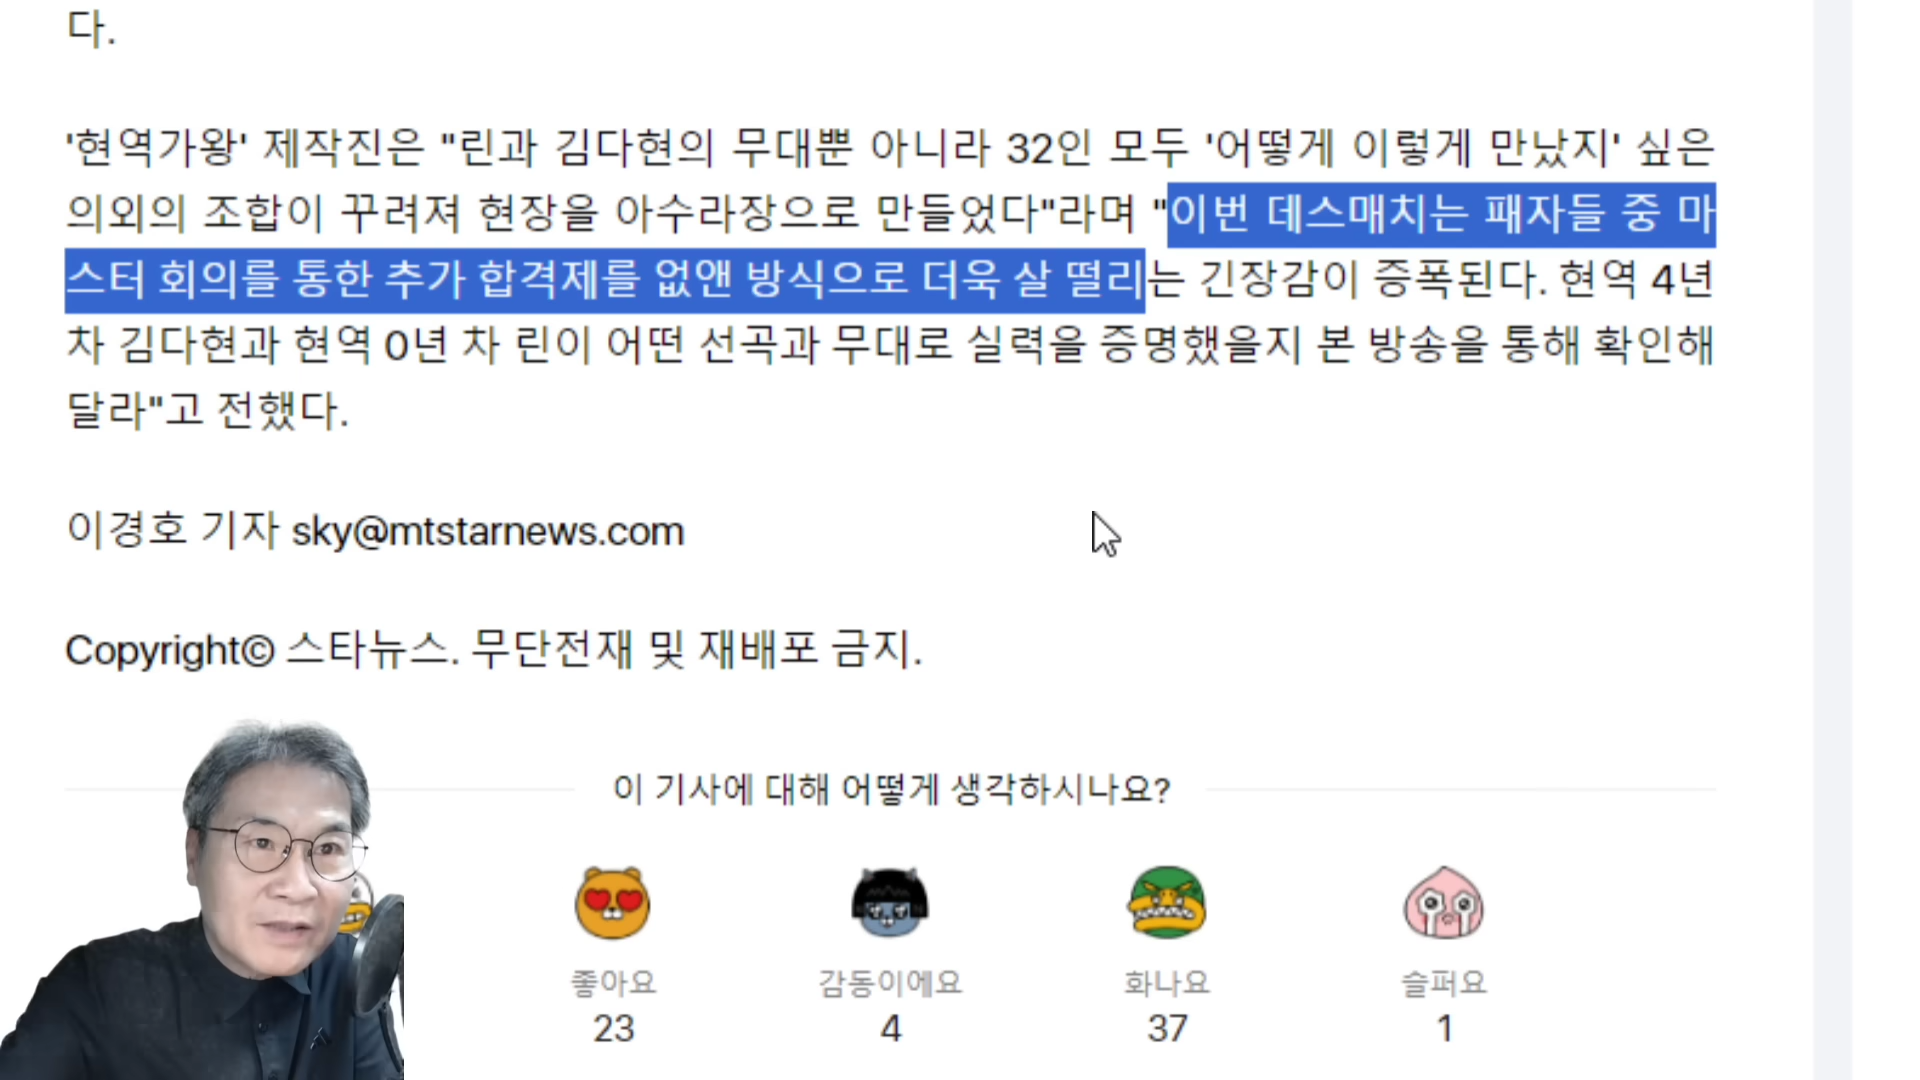 다.
'현역가왕' 제작진은 "린과 김다현의 무대뿐 아니라 32인 모두 '어떻게 이렇게 만났지' 싶은
의외의 조합이 꾸려져 현장을 아수라장으로 만들었다"라며 "이번 데스매치는 패자들 중 마
스터 회의를 통한 추가 합격제를 없앤 방식으로 더욱 살 떨리는 긴장감이 증폭된다. 현역 4년
차 김다현과 현역 0년 차 린이 어떤 선곡과 무대로 실력을 증명했을지 본 방송을 통해 확인해
달라"고 전했다.
이경호 기자 sky@mtstarnews.com
Copyright© 스타뉴스. 무단전재 및 재배포 금지.
이 기사에 대해 어떻게 생각하시나요?
좋아요 감동이에요 화나요 슬퍼요
23 4 37 1